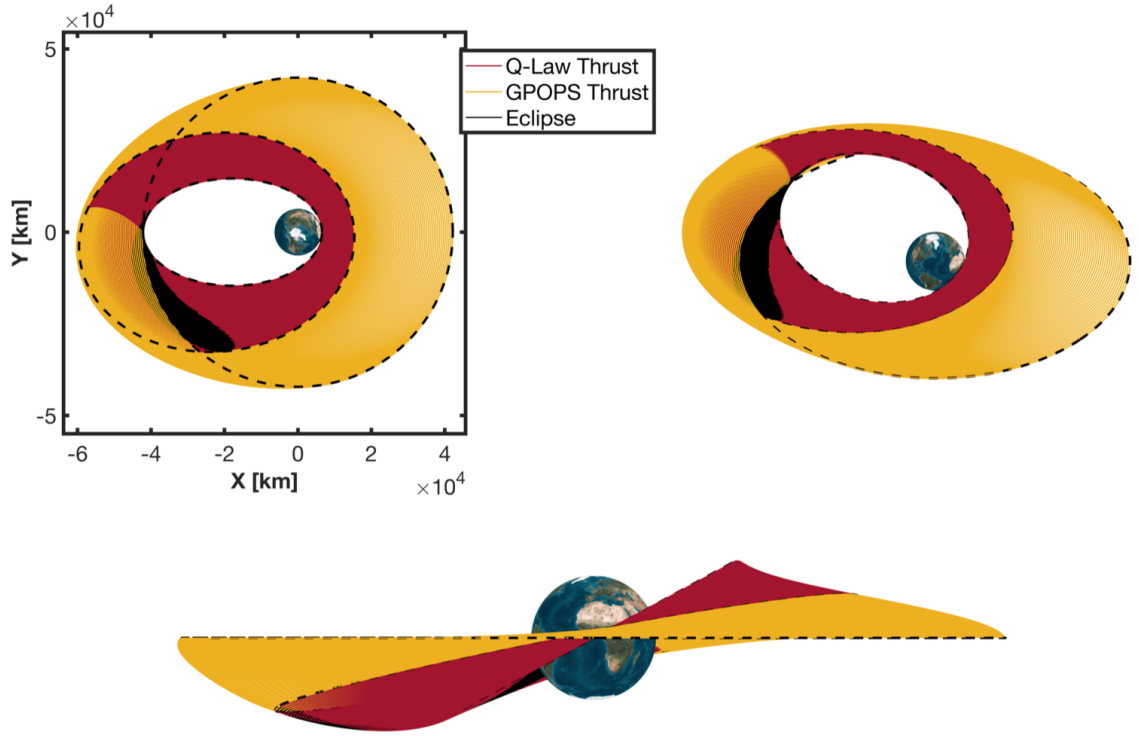 ×10⁴
5
0
-5
Y [km]
-6 -4 -2 0 2 4
X [km]
×10⁴
Q-Law Thrust
GPOPS Thrust
Eclipse